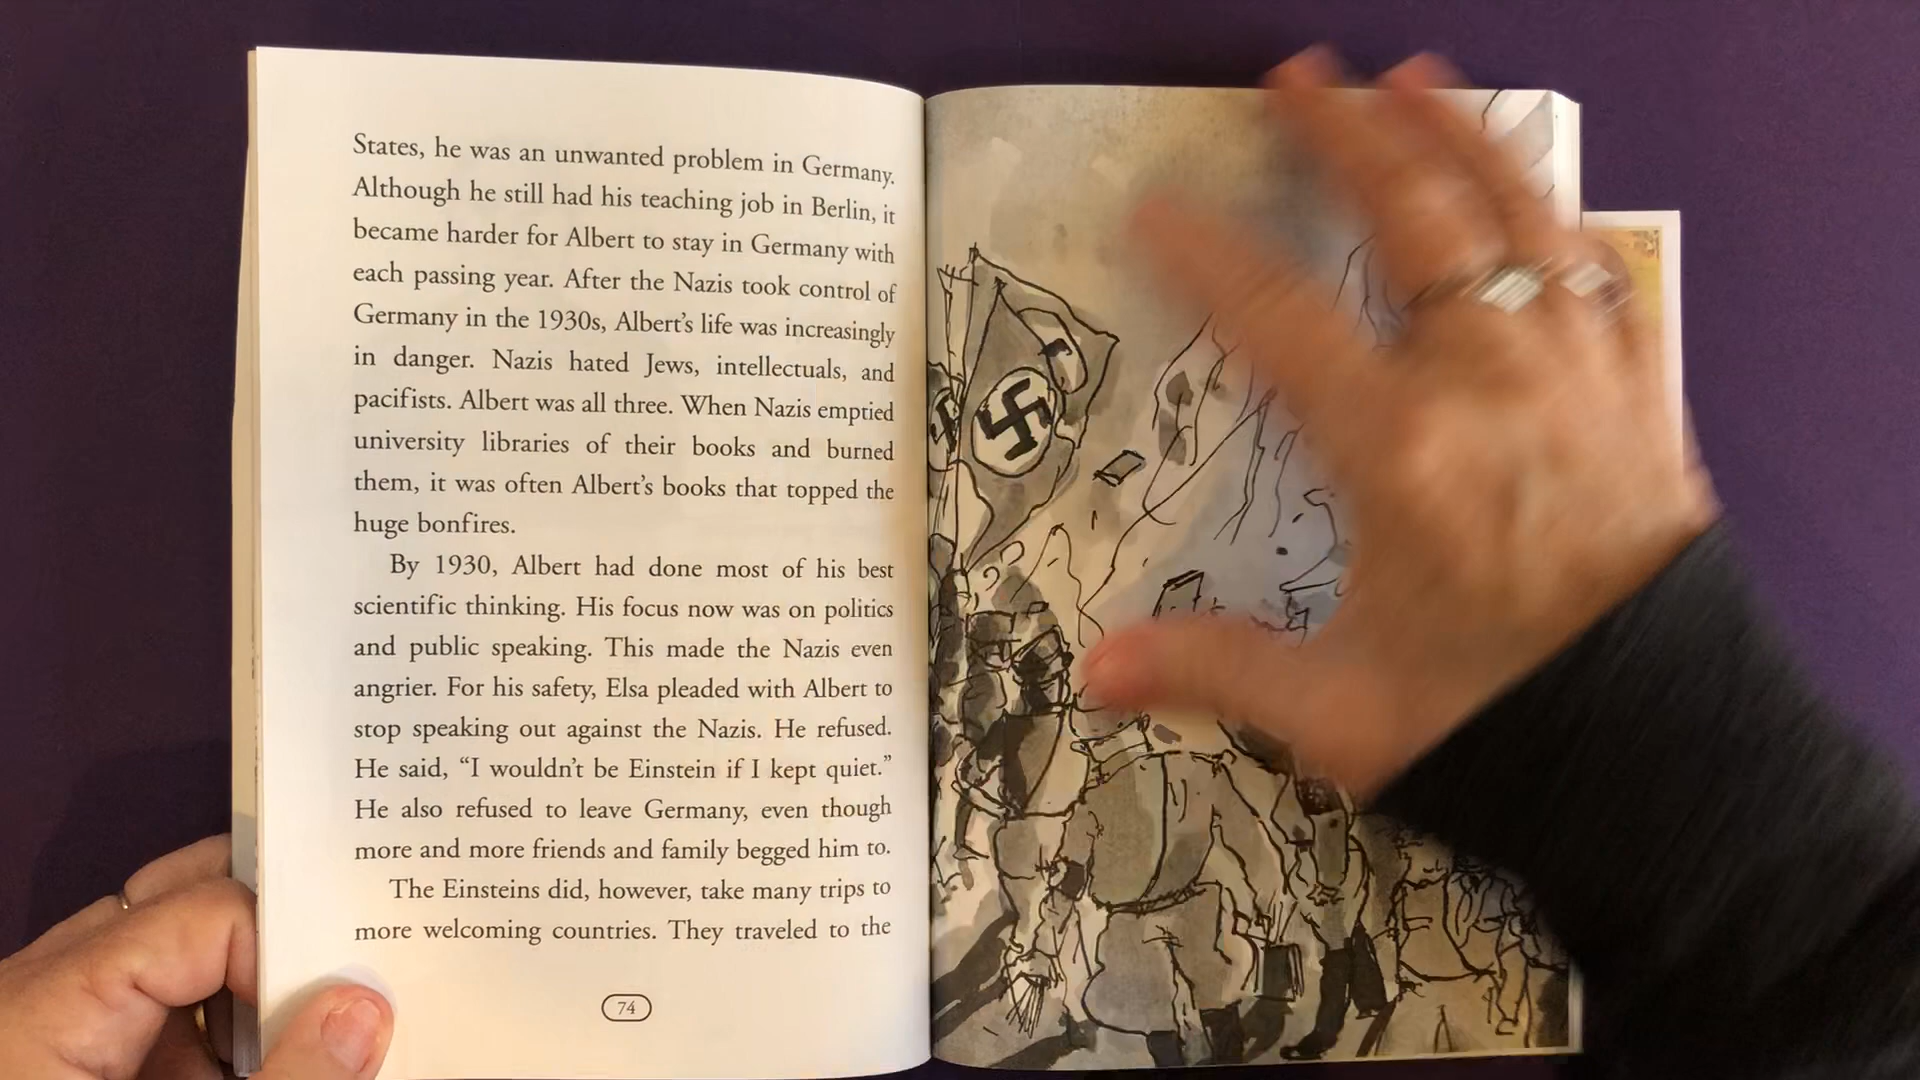 States, he was an unwanted problem in Germany.
Although he still had his teaching job in Berlin, it
became harder for Albert to stay in Germany with
each passing year. After the Nazis took control of
Germany in the 1930s, Albert’s life was increasingly
in danger. Nazis hated Jews, intellectuals, and
pacifists. Albert was all three. When Nazis emptied
university libraries of their books and burned
them, it was often Albert’s books that topped the
huge bonfires.
By 1930, Albert had done most of his best
scientific thinking. His focus now was on politics
and public speaking. This made the Nazis even
angrier. For his safety, Elsa pleaded with Albert to
stop speaking out against the Nazis. He refused.
He said, “I wouldn’t be Einstein if I kept quiet.”
He also refused to leave Germany, even though
more and more friends and family begged him to.
The Einsteins did, however, take many trips to
more welcoming countries. They traveled to the
74